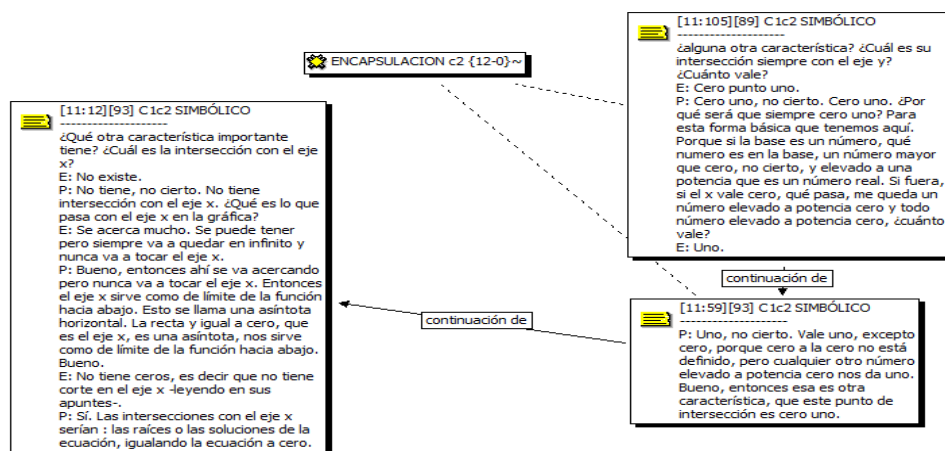 ENCAPSULACION c2 {12-0}~
[11:105][89] C1c2 SIMBÓLICO
--------------------
¿alguna otra característica? ¿Cuál es su
intersección siempre con el eje y?
¿Cuánto vale?
E: Cero punto uno.
P: Cero uno, no cierto. Cero uno. ¿Por
qué será que siempre cero uno? Para
esta forma básica que tenemos aquí.
Porque si la base es un número, qué
numero es en la base, un número mayor
que cero, no cierto, y elevado a una
potencia que es un número real. Si fuera,
si el x vale cero, qué pasa, me queda un
número elevado a potencia cero y todo
número elevado a potencia cero, ¿cuánto
vale?
E: Uno.
continuación de
[11:59][93] C1c2 SIMBÓLICO
--------------------
P: Uno, no cierto. Vale uno, excepto
cero, porque cero a la cero no está
definido, pero cualquier otro número
elevado a potencia cero nos da uno.
Bueno, entonces esa es otra
característica, que este punto de
intersección es cero uno.
continuación de
[11:12][93] C1c2 SIMBÓLICO
--------------------
¿Qué otra característica importante
tiene? ¿Cuál es la intersección con el eje
x?
E: No existe.
P: No tiene, no cierto. No tiene
intersección con el eje x. ¿Qué es lo que
pasa con el eje x en la gráfica?
E: Se acerca mucho. Se puede tener
pero siempre va a quedar en infinito y
nunca va a tocar el eje x.
P: Bueno, entonces ahí se va acercando
pero nunca va a tocar el eje x. Entonces
el eje x sirve como de límite de la función
hacia abajo. Esto se llama una asíntota
horizontal. La recta y igual a cero, que
es el eje x, es una asíntota, nos sirve
como de límite de la función hacia abajo.
Bueno.
E: No tiene ceros, es decir que no tiene
corte en el eje x -leyendo en sus
apuntes-.
P: Sí. Las intersecciones con el eje x
serían : las raíces o las soluciones de la
ecuación, igualando la ecuación a cero.